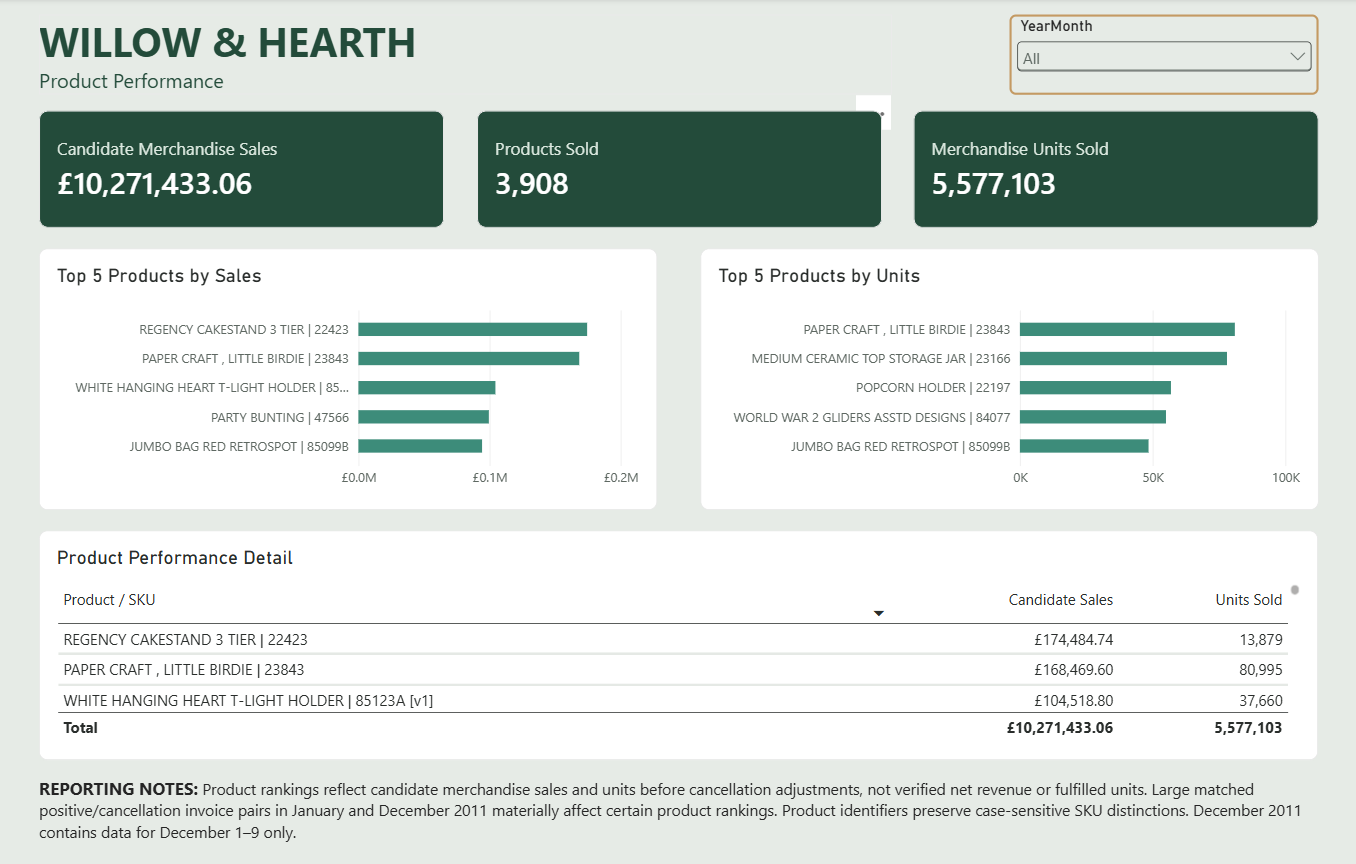 WILLOW & HEARTH
Product Performance
YearMonth
All
Candidate Merchandise Sales
£10,271,433.06
Products Sold
3,908
Merchandise Units Sold
5,577,103
Top 5 Products by Sales
REGENCY CAKESTAND 3 TIER | 22423
PAPER CRAFT , LITTLE BIRDIE | 23843
WHITE HANGING HEART T-LIGHT HOLDER | 85...
PARTY BUNTING | 47566
JUMBO BAG RED RETROSPOT | 85099B
£0.0M £0.1M £0.2M
Top 5 Products by Units
PAPER CRAFT , LITTLE BIRDIE | 23843
MEDIUM CERAMIC TOP STORAGE JAR | 23166
POPCORN HOLDER | 22197
WORLD WAR 2 GLIDERS ASSTD DESIGNS | 84077
JUMBO BAG RED RETROSPOT | 85099B
0K 50K 100K
Product Performance Detail
Product / SKU Candidate Sales Units Sold
REGENCY CAKESTAND 3 TIER | 22423 £174,484.74 13,879
PAPER CRAFT , LITTLE BIRDIE | 23843 £168,469.60 80,995
WHITE HANGING HEART T-LIGHT HOLDER | 85123A [v1] £104,518.80 37,660
Total £10,271,433.06 5,577,103
REPORTING NOTES: Product rankings reflect candidate merchandise sales and units before cancellation adjustments, not verified net revenue or fulfilled units. Large matched
positive/cancellation invoice pairs in January and December 2011 materially affect certain product rankings. Product identifiers preserve case-sensitive SKU distinctions. December 2011
contains data for December 1–9 only.